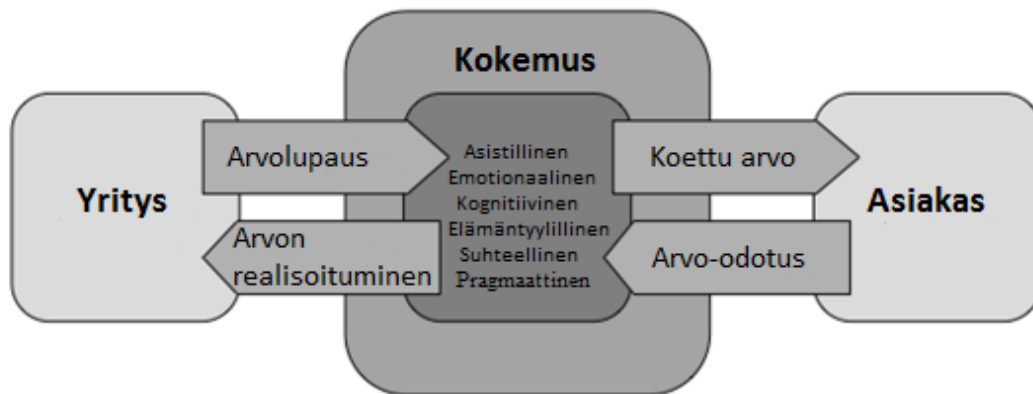 Kokemus
Yritys
Arvolupaus
Arvon
realisoituminen
Asistillinen
Emotionaalinen
Kognitiivinen
Elämäntyylillinen
Suhteellinen
Pragmaattinen
Koettu arvo
Arvo-odotus
Asiakas